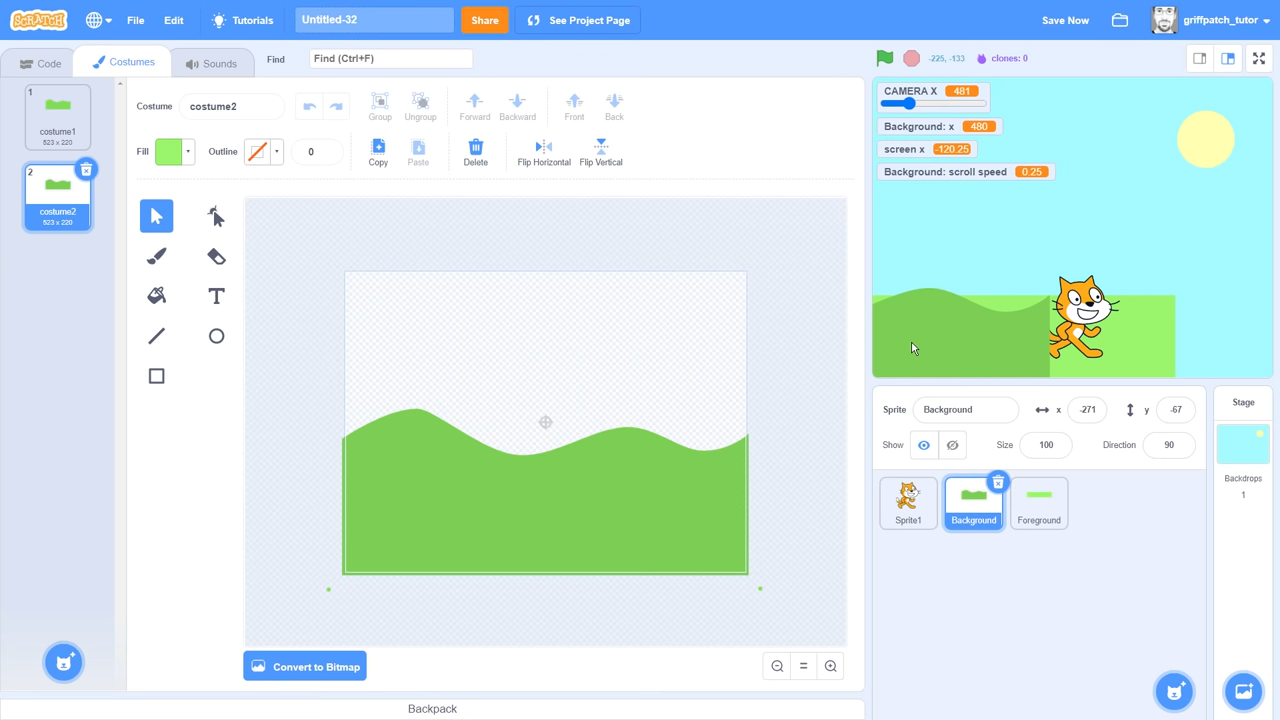 SCRATCH File Edit Tutorials Untitled-32 Share See Project Page Save Now griffpatch_tutor
Code Costumes Sounds Find Find (Ctrl+F) -225, -133 clones: 0
1
costume1
523 x 220
2
costume2
523 x 220
Costume costume2 Group Ungroup Forward Backward Front Back
Fill Outline 0 Copy Paste Delete Flip Horizontal Flip Vertical
Convert to Bitmap
Backpack
CAMERA X 481
Background: x 480
screen x -120.25
Background: scroll speed 0.25
Sprite Background x -271 y -67
Show Size 100 Direction 90
Sprite1 Background Foreground
Stage
Backdrops
1